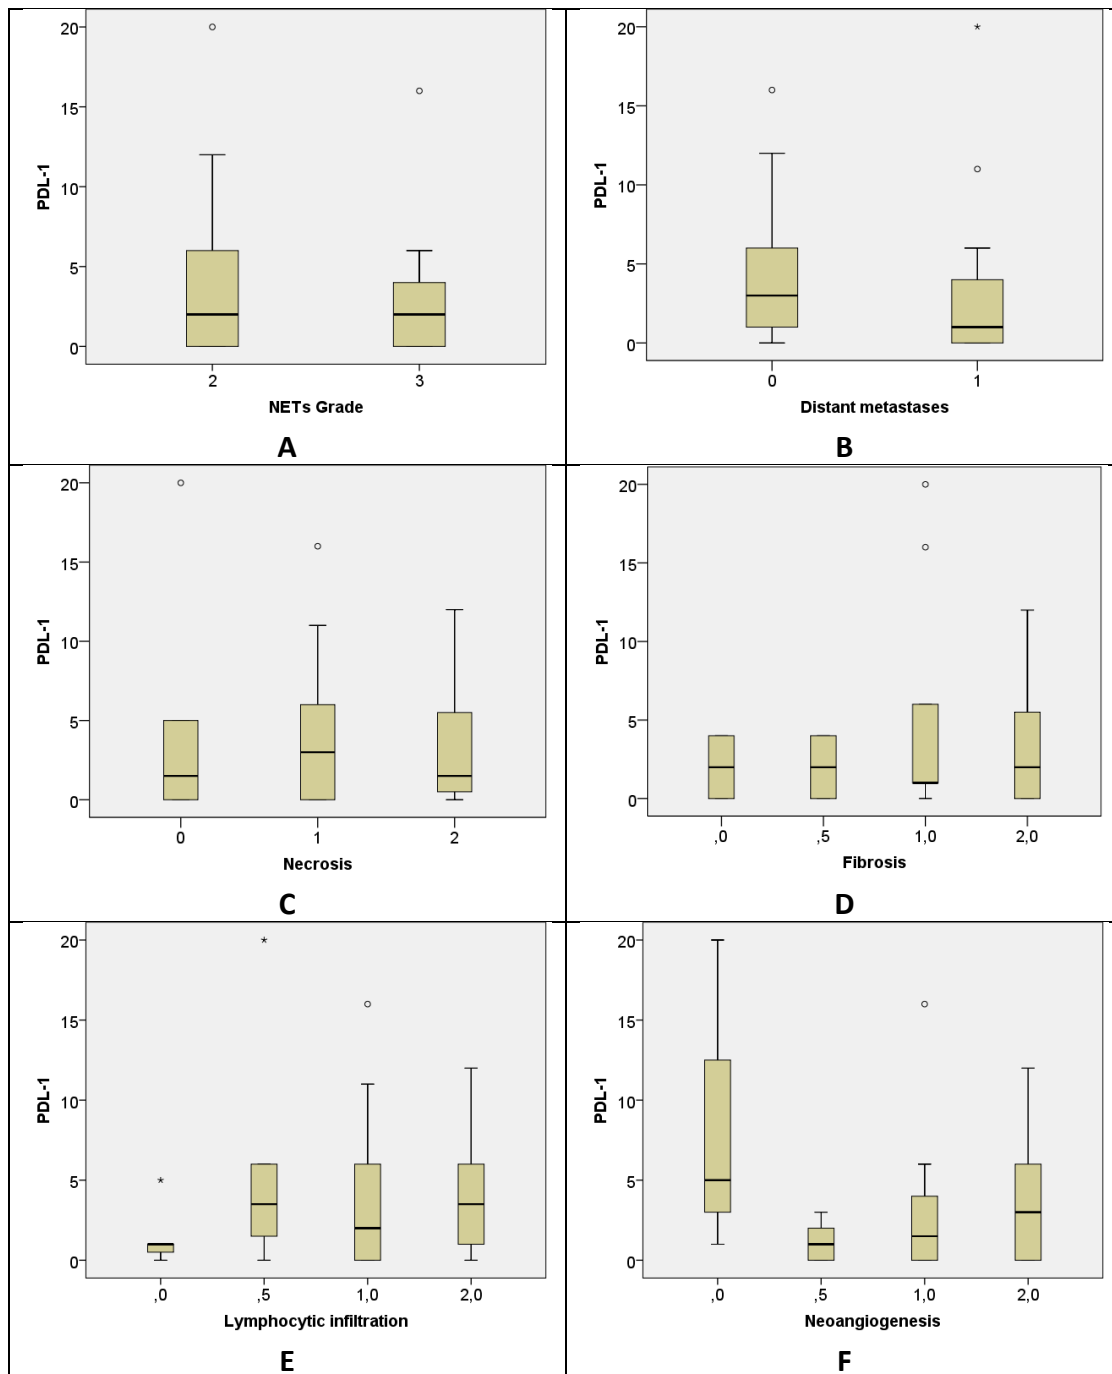 20
15
10
5
0
PDL-1
2 3
NETs Grade
A
20
15
10
5
0
PDL-1
0 1
Distant metastases
B
20
15
10
5
0
PDL-1
0 1 2
Necrosis
C
20
15
10
5
0
PDL-1
,0 ,5 1,0 2,0
Fibrosis
D
20
15
10
5
0
PDL-1
,0 ,5 1,0 2,0
Lymphocytic infiltration
E
20
15
10
5
0
PDL-1
,0 ,5 1,0 2,0
Neoangiogenesis
F